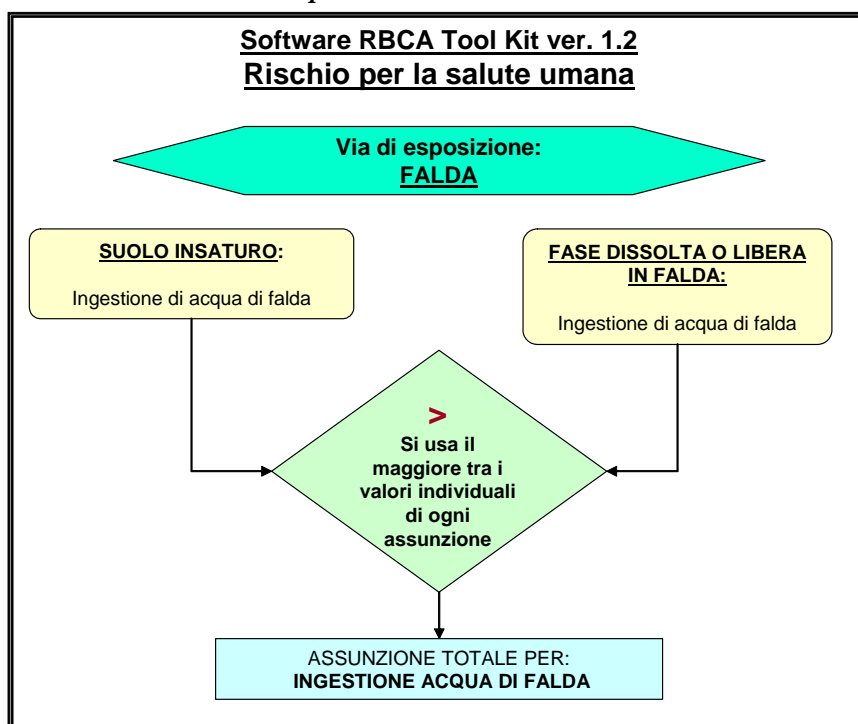 Software RBCA Tool Kit ver. 1.2
Rischio per la salute umana
Via di esposizione:
FALDA
SUOLO INSATURO:
Ingestione di acqua di falda
FASE DISSOLTA O LIBERA
IN FALDA:
Ingestione di acqua di falda
>
Si usa il
maggiore tra i
valori individuali
di ogni
assunzione
ASSUNZIONE TOTALE PER:
INGESTIONE ACQUA DI FALDA